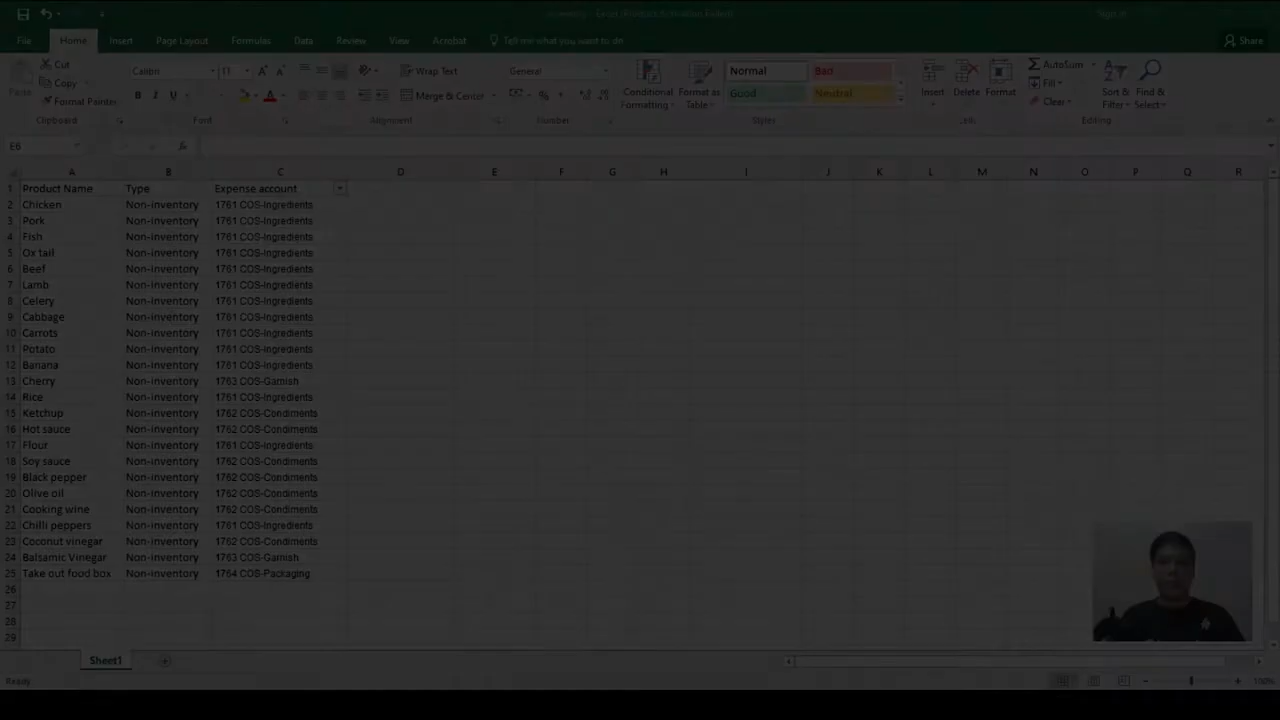 Excel (Product Activation Failed)
Sign in
File Home Insert Page Layout Formulas Data Review View Acrobat Tell me what you want to do Share
Cut
Copy
Format Painter
Paste
Clipboard
Calibri 11
B I U
Font
Wrap Text
Merge & Center
Alignment
General
Number
Conditional Formatting
Format as Table
Normal Bad
Good Neutral
Styles
Insert Delete Format
Cells
AutoSum
Fill
Clear
Sort & Filter
Find & Select
Editing
E6 fx
A B C D E F G H I J K L M N O P Q R
1 Product Name Type Expense account
2 Chicken Non-inventory 1761 COS-Ingredients
3 Pork Non-inventory 1761 COS-Ingredients
4 Fish Non-inventory 1761 COS-Ingredients
5 Ox tail Non-inventory 1761 COS-Ingredients
6 Beef Non-inventory 1761 COS-Ingredients
7 Lamb Non-inventory 1761 COS-Ingredients
8 Celery Non-inventory 1761 COS-Ingredients
9 Cabbage Non-inventory 1761 COS-Ingredients
10 Carrots Non-inventory 1761 COS-Ingredients
11 Potato Non-inventory 1761 COS-Ingredients
12 Banana Non-inventory 1761 COS-Ingredients
13 Cherry Non-inventory 1763 COS-Garnish
14 Rice Non-inventory 1761 COS-Ingredients
15 Ketchup Non-inventory 1762 COS-Condiments
16 Hot sauce Non-inventory 1762 COS-Condiments
17 Flour Non-inventory 1761 COS-Ingredients
18 Soy sauce Non-inventory 1762 COS-Condiments
19 Black pepper Non-inventory 1762 COS-Condiments
20 Olive oil Non-inventory 1762 COS-Condiments
21 Cooking wine Non-inventory 1762 COS-Condiments
22 Chilli peppers Non-inventory 1761 COS-Ingredients
23 Coconut vinegar Non-inventory 1762 COS-Condiments
24 Balsamic Vinegar Non-inventory 1763 COS-Garnish
25 Take out food box Non-inventory 1764 COS-Packaging
26
27
28
29
Sheet1
Ready 100%